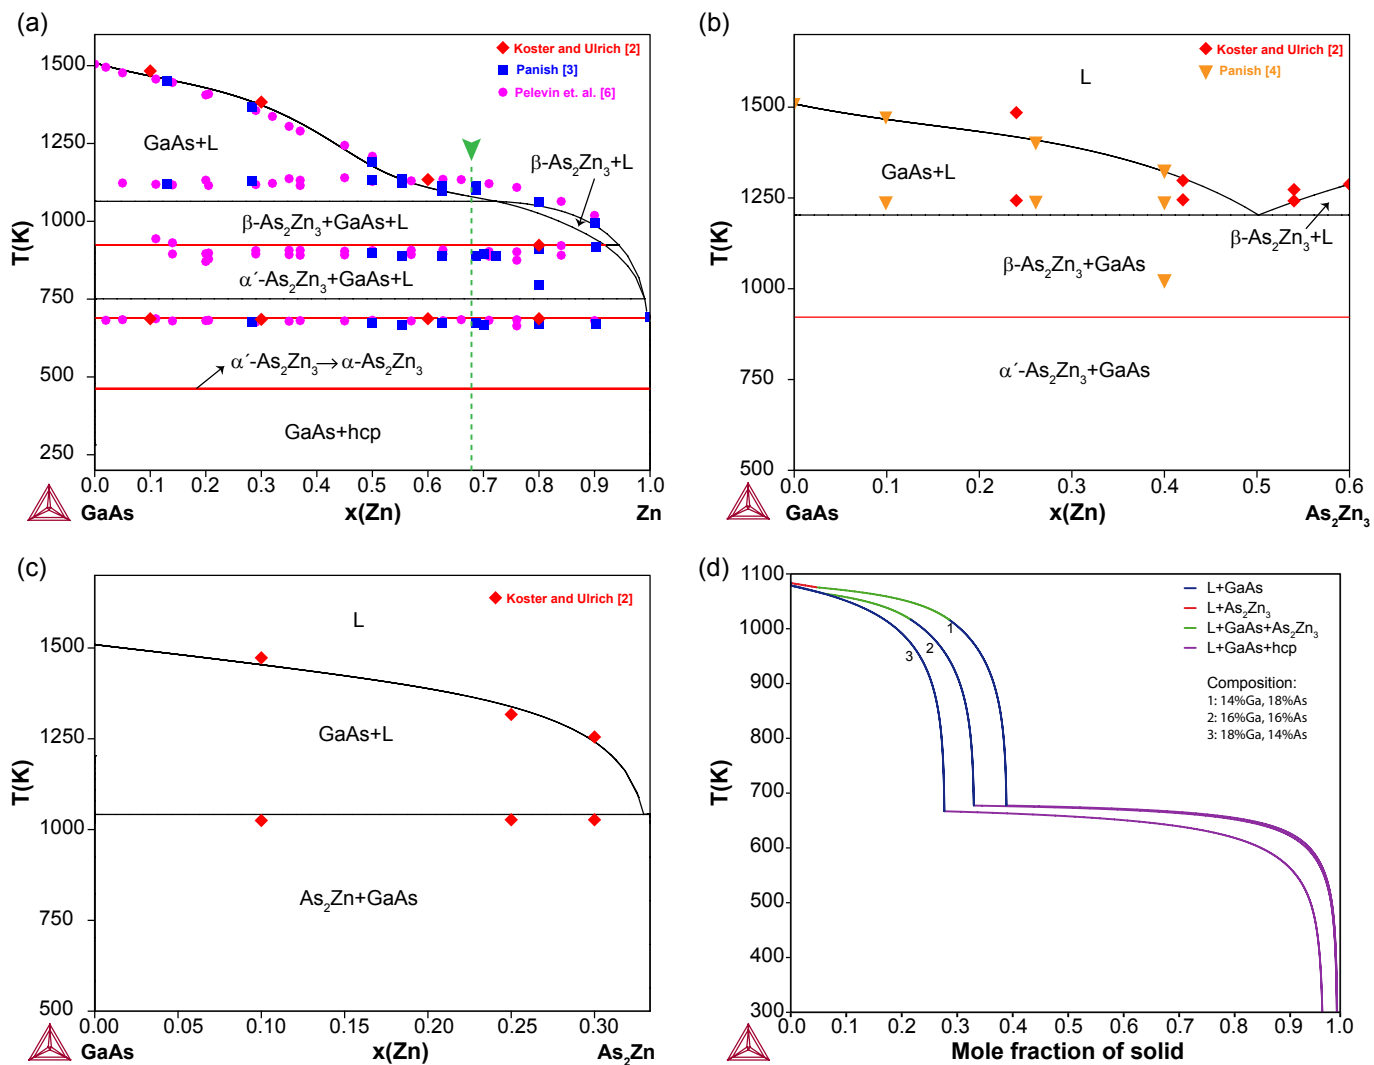 (a)
Koster and Ulrich [2]
Panish [3]
Pelevin et. al. [6]
GaAs+L
β-As₂Zn₃+L
β-As₂Zn₃+GaAs+L
α´-As₂Zn₃+GaAs+L
α´-As₂Zn₃→α-As₂Zn₃
GaAs+hcp
T(K)
1500
1250
1000
750
500
250
0.0 0.1 0.2 0.3 0.4 0.5 0.6 0.7 0.8 0.9 1.0
GaAs x(Zn) Zn
(b)
Koster and Ulrich [2]
Panish [4]
L
GaAs+L
β-As₂Zn₃+L
β-As₂Zn₃+GaAs
α´-As₂Zn₃+GaAs
T(K)
1500
1250
1000
750
500
0.0 0.1 0.2 0.3 0.4 0.5 0.6
GaAs x(Zn) As₂Zn₃
(c)
Koster and Ulrich [2]
L
GaAs+L
As₂Zn+GaAs
T(K)
1500
1250
1000
750
500
0.00 0.10 0.15 0.20 0.25 0.30
GaAs x(Zn) As₂Zn
(d)
L+GaAs
L+As₂Zn₃
L+GaAs+As₂Zn₃
L+GaAs+hcp
Composition:
1: 14%Ga, 18%As
2: 16%Ga, 16%As
3: 18%Ga, 14%As
1
2
3
T(K)
1100
1000
900
800
700
600
500
400
300
0.0 0.1 0.2 0.3 0.4 0.5 0.6 0.7 0.8 0.9 1.0
Mole fraction of solid